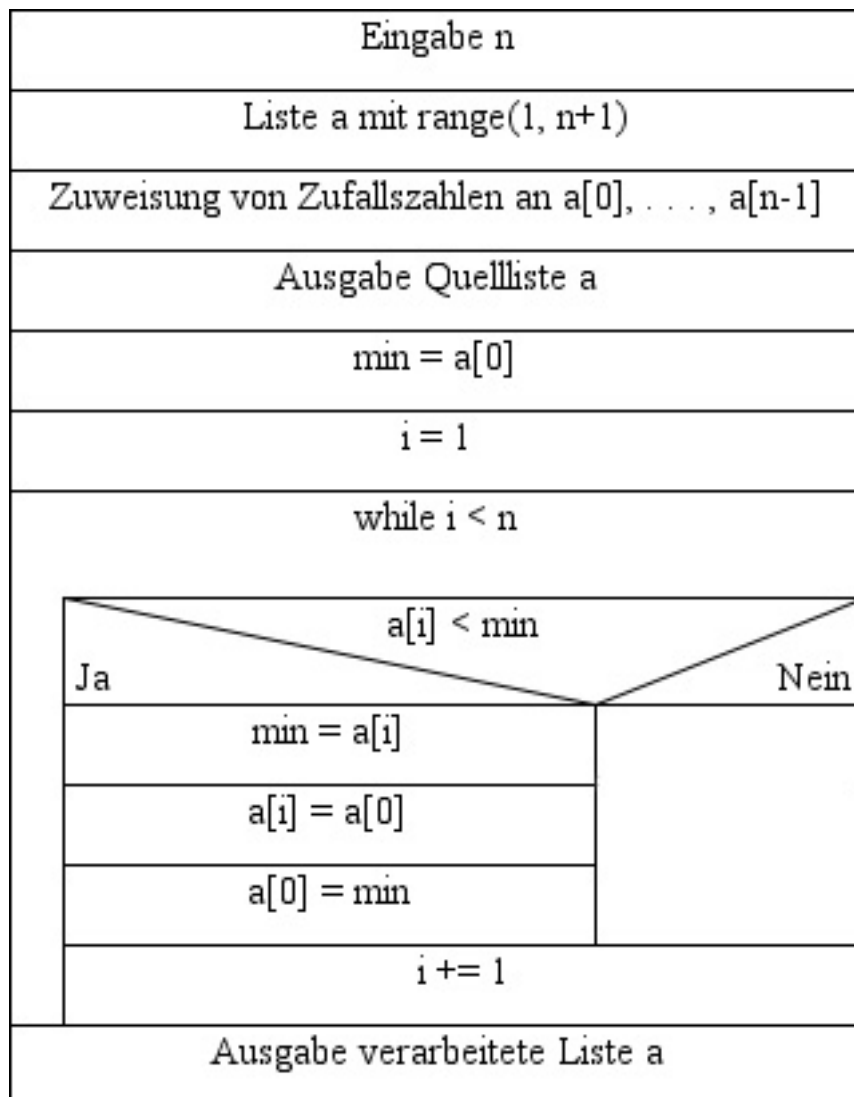 Eingabe n
Liste a mit range(1, n+1)
Zuweisung von Zufallszahlen an a[0], . . . , a[n-1]
Ausgabe Quellliste a
min = a[0]
i = 1
while i < n
a[i] < min
Ja
Nein
min = a[i]
a[i] = a[0]
a[0] = min
i += 1
Ausgabe verarbeitete Liste a